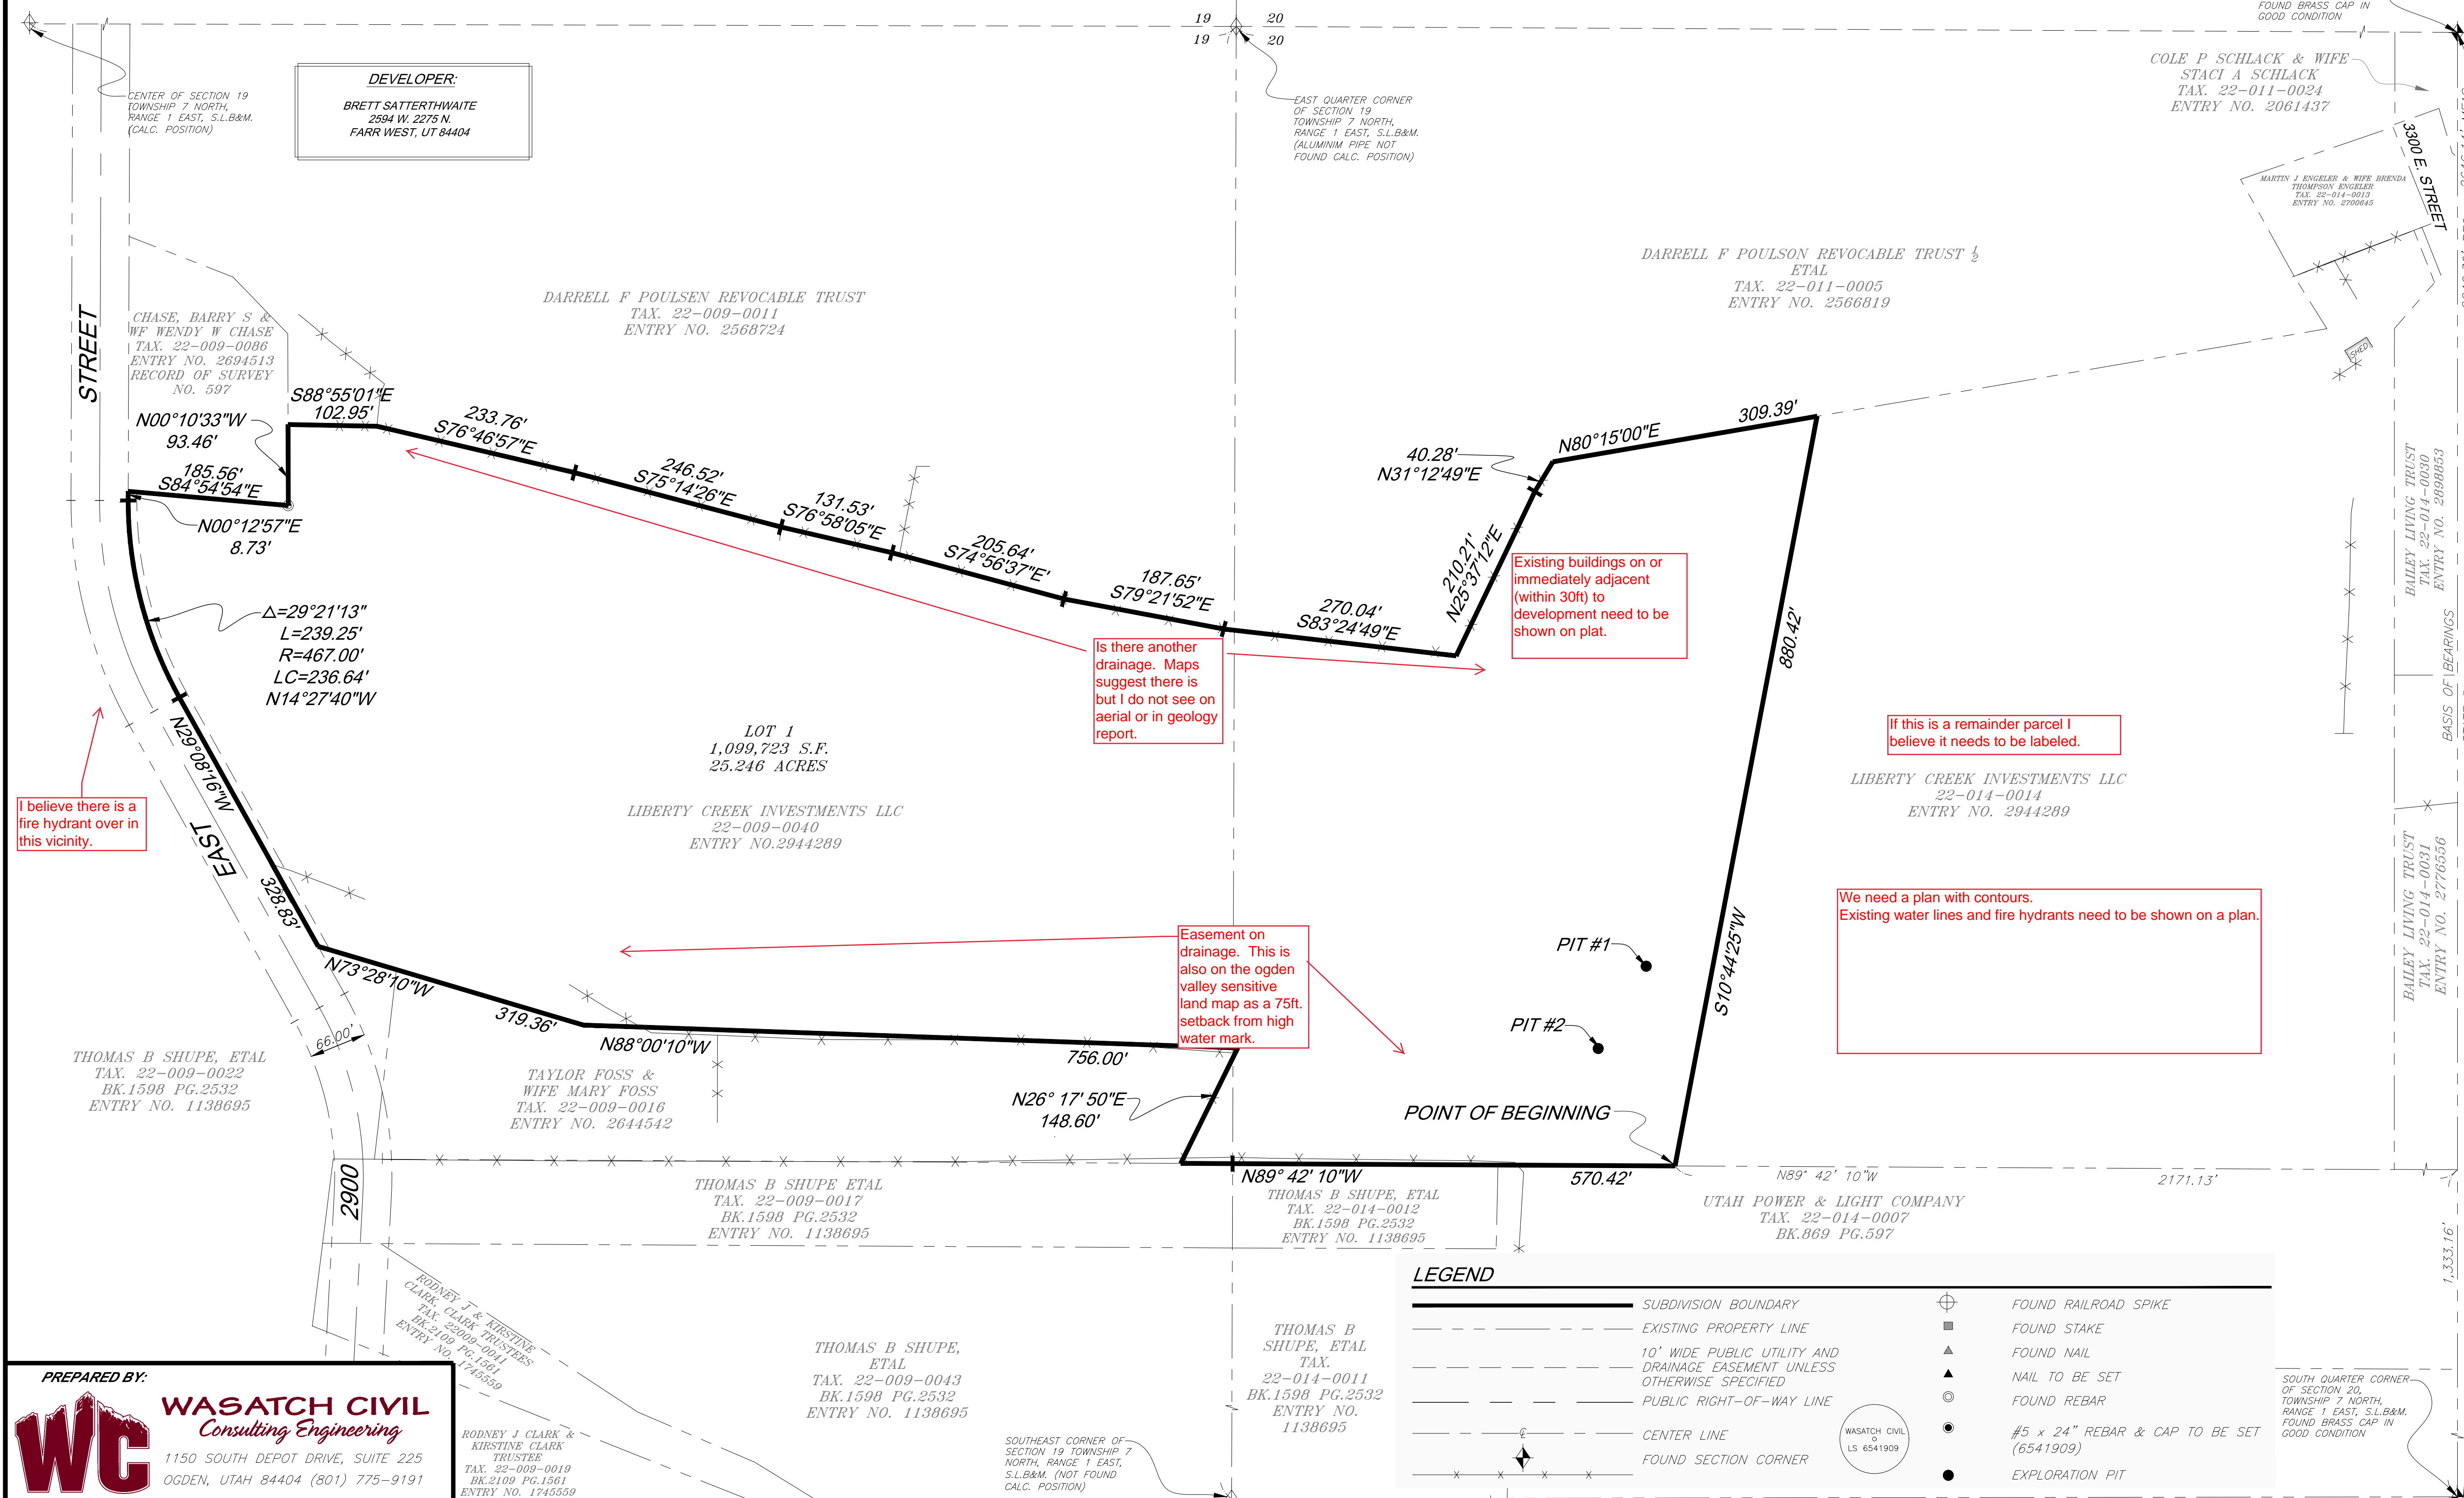 19 20
19 20
FOUND BRASS CAP IN
GOOD CONDITION
CENTER OF SECTION 19
TOWNSHIP 7 NORTH,
RANGE 1 EAST, S.L.B&M.
(CALC. POSITION)
DEVELOPER:
BRETT SATTERTHWAITE
2594 W. 2275 N.
FARR WEST, UT 84404
EAST QUARTER CORNER
OF SECTION 19
TOWNSHIP 7 NORTH,
RANGE 1 EAST, S.L.B&M.
(ALUMINIM PIPE NOT
FOUND CALC. POSITION)
COLE P SCHLACK & WIFE
STACI A SCHLACK
TAX. 22-011-0024
ENTRY NO. 2061437
3300 E. STREET
MARTIN J ENGELER & WIFE BRENDA
THOMPSON ENGELER
TAX. 22-014-0013
ENTRY NO. 2700645
DARRELL F POULSON REVOCABLE TRUST ½
ETAL
TAX. 22-011-0005
ENTRY NO. 2566819
DARRELL F POULSEN REVOCABLE TRUST
TAX. 22-009-0011
ENTRY NO. 2568724
STREET
CHASE, BARRY S &
WF WENDY W CHASE
TAX. 22-009-0086
ENTRY NO. 2694513
RECORD OF SURVEY
NO. 597
SHED
S88°55'01"E
102.95'
N00°10'33"W
93.46'
185.56'
S84°54'54"E
N00°12'57"E
8.73'
233.76'
S76°46'57"E
246.52'
S75°14'26"E
131.53'
S76°58'05"E
205.64'
S74°56'37"E'
187.65'
S79°21'52"E
270.04'
S83°24'49"E
210.21'
N25°37'12"E
40.28'
N31°12'49"E
N80°15'00"E
309.39'
880.42'
S10°44'25"W
BAILEY LIVING TRUST
TAX. 22-014-0030
ENTRY NO. 2898853
BASIS OF BEARINGS
Existing buildings on or
immediately adjacent
(within 30ft) to
development need to be
shown on plat.
Δ=29°21'13"
L=239.25'
R=467.00'
LC=236.64'
N14°27'40"W
Is there another
drainage. Maps
suggest there is
but I do not see on
aerial or in geology
report.
LOT 1
1,099,723 S.F.
25.246 ACRES
LIBERTY CREEK INVESTMENTS LLC
22-009-0040
ENTRY NO.2944289
If this is a remainder parcel I
believe it needs to be labeled.
LIBERTY CREEK INVESTMENTS LLC
22-014-0014
ENTRY NO. 2944289
I believe there is a
fire hydrant over in
this vicinity.
N29°08'16"W
328.83'
EAST
We need a plan with contours.
Existing water lines and fire hydrants need to be shown on a plan.
BAILEY LIVING TRUST
TAX. 22-014-0031
ENTRY NO. 2776556
Easement on
drainage. This is
also on the ogden
valley sensitive
land map as a 75ft.
setback from high
water mark.
PIT #1
PIT #2
N73°28'10"W
319.36'
N88°00'10"W
756.00'
66.00'
THOMAS B SHUPE, ETAL
TAX. 22-009-0022
BK.1598 PG.2532
ENTRY NO. 1138695
TAYLOR FOSS &
WIFE MARY FOSS
TAX. 22-009-0016
ENTRY NO. 2644542
N26° 17' 50"E
148.60'
POINT OF BEGINNING
N89° 42' 10"W
570.42'
N89° 42' 10"W
2171.13'
1,333.16'
2900
THOMAS B SHUPE ETAL
TAX. 22-009-0017
BK.1598 PG.2532
ENTRY NO. 1138695
THOMAS B SHUPE, ETAL
TAX. 22-014-0012
BK.1598 PG.2532
ENTRY NO. 1138695
UTAH POWER & LIGHT COMPANY
TAX. 22-014-0007
BK.869 PG.597
RODNEY J & KIRSTINE
CLARK, CLARK TRUSTEES
TAX. 22009-0041
BK.2109 PG.1561
ENTRY NO. 1745559
THOMAS B SHUPE,
ETAL
TAX. 22-009-0043
BK.1598 PG.2532
ENTRY NO. 1138695
THOMAS B
SHUPE, ETAL
TAX.
22-014-0011
BK.1598 PG.2532
ENTRY NO.
1138695
RODNEY J CLARK &
KIRSTINE CLARK
TRUSTEE
TAX. 22-009-0019
BK.2109 PG.1561
ENTRY NO. 1745559
SOUTHEAST CORNER OF
SECTION 19 TOWNSHIP 7
NORTH, RANGE 1 EAST,
S.L.B&M. (NOT FOUND
CALC. POSITION)
LEGEND
SUBDIVISION BOUNDARY
EXISTING PROPERTY LINE
10' WIDE PUBLIC UTILITY AND
DRAINAGE EASEMENT UNLESS
OTHERWISE SPECIFIED
PUBLIC RIGHT-OF-WAY LINE
CENTER LINE
FOUND SECTION CORNER
WASATCH CIVIL
LS 6541909
FOUND RAILROAD SPIKE
FOUND STAKE
FOUND NAIL
NAIL TO BE SET
FOUND REBAR
#5 x 24" REBAR & CAP TO BE SET
(6541909)
EXPLORATION PIT
SOUTH QUARTER CORNER
OF SECTION 20,
TOWNSHIP 7 NORTH,
RANGE 1 EAST, S.L.B&M.
FOUND BRASS CAP IN
GOOD CONDITION
PREPARED BY:
WC
WASATCH CIVIL
Consulting Engineering
1150 SOUTH DEPOT DRIVE, SUITE 225
OGDEN, UTAH 84404 (801) 775-9191